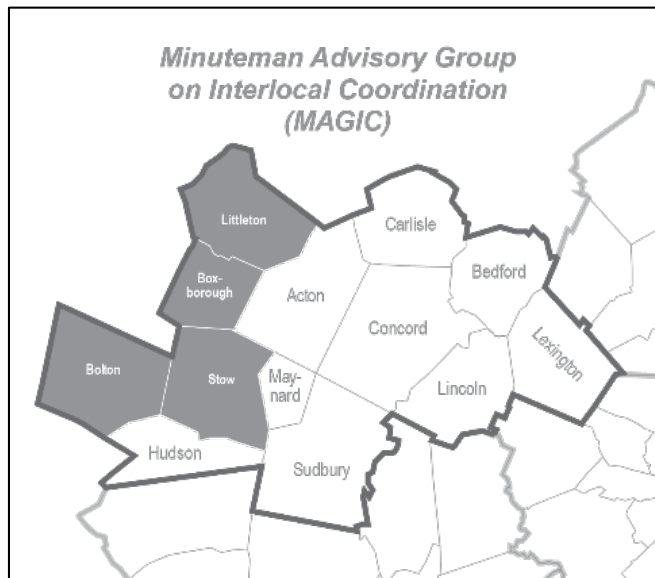 Minuteman Advisory Group
on Interlocal Coordination
(MAGIC)
Littleton
Carlisle
Box-
borough
Acton
Bedford
Concord
Lexington
Bolton
Stow
May-
nard
Lincoln
Hudson
Sudbury